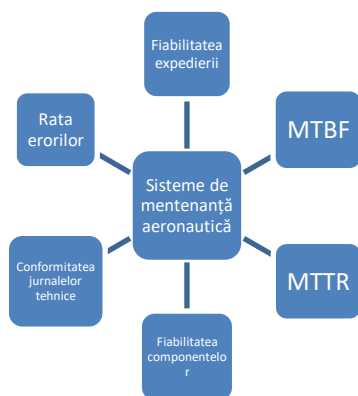 Fiabilitatea
expedierii
Rata
erorilor
MTBF
Sisteme de
mentenanță
aeronautică
Conformitatea
jurnalelor
tehnice
MTTR
Fiabilitatea
componentelo
r